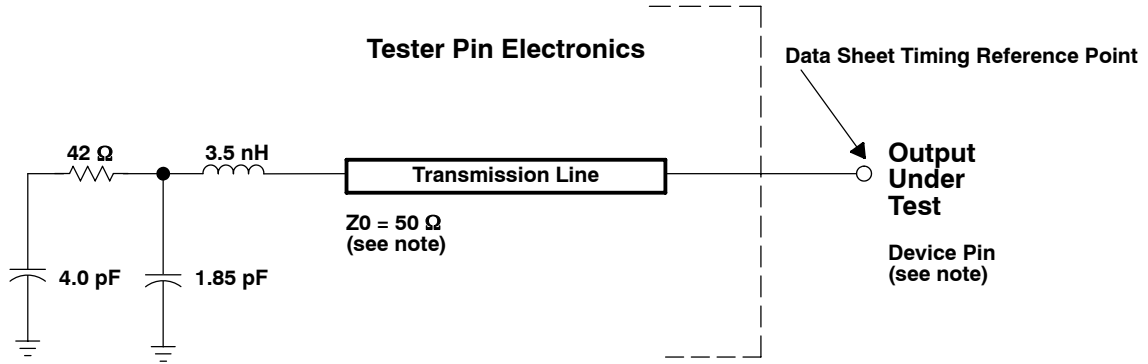 Tester Pin Electronics
Data Sheet Timing Reference Point
42 Ω
3.5 nH
Transmission Line
Output
Under
Test
Z0 = 50 Ω
(see note)
Device Pin
(see note)
4.0 pF
1.85 pF